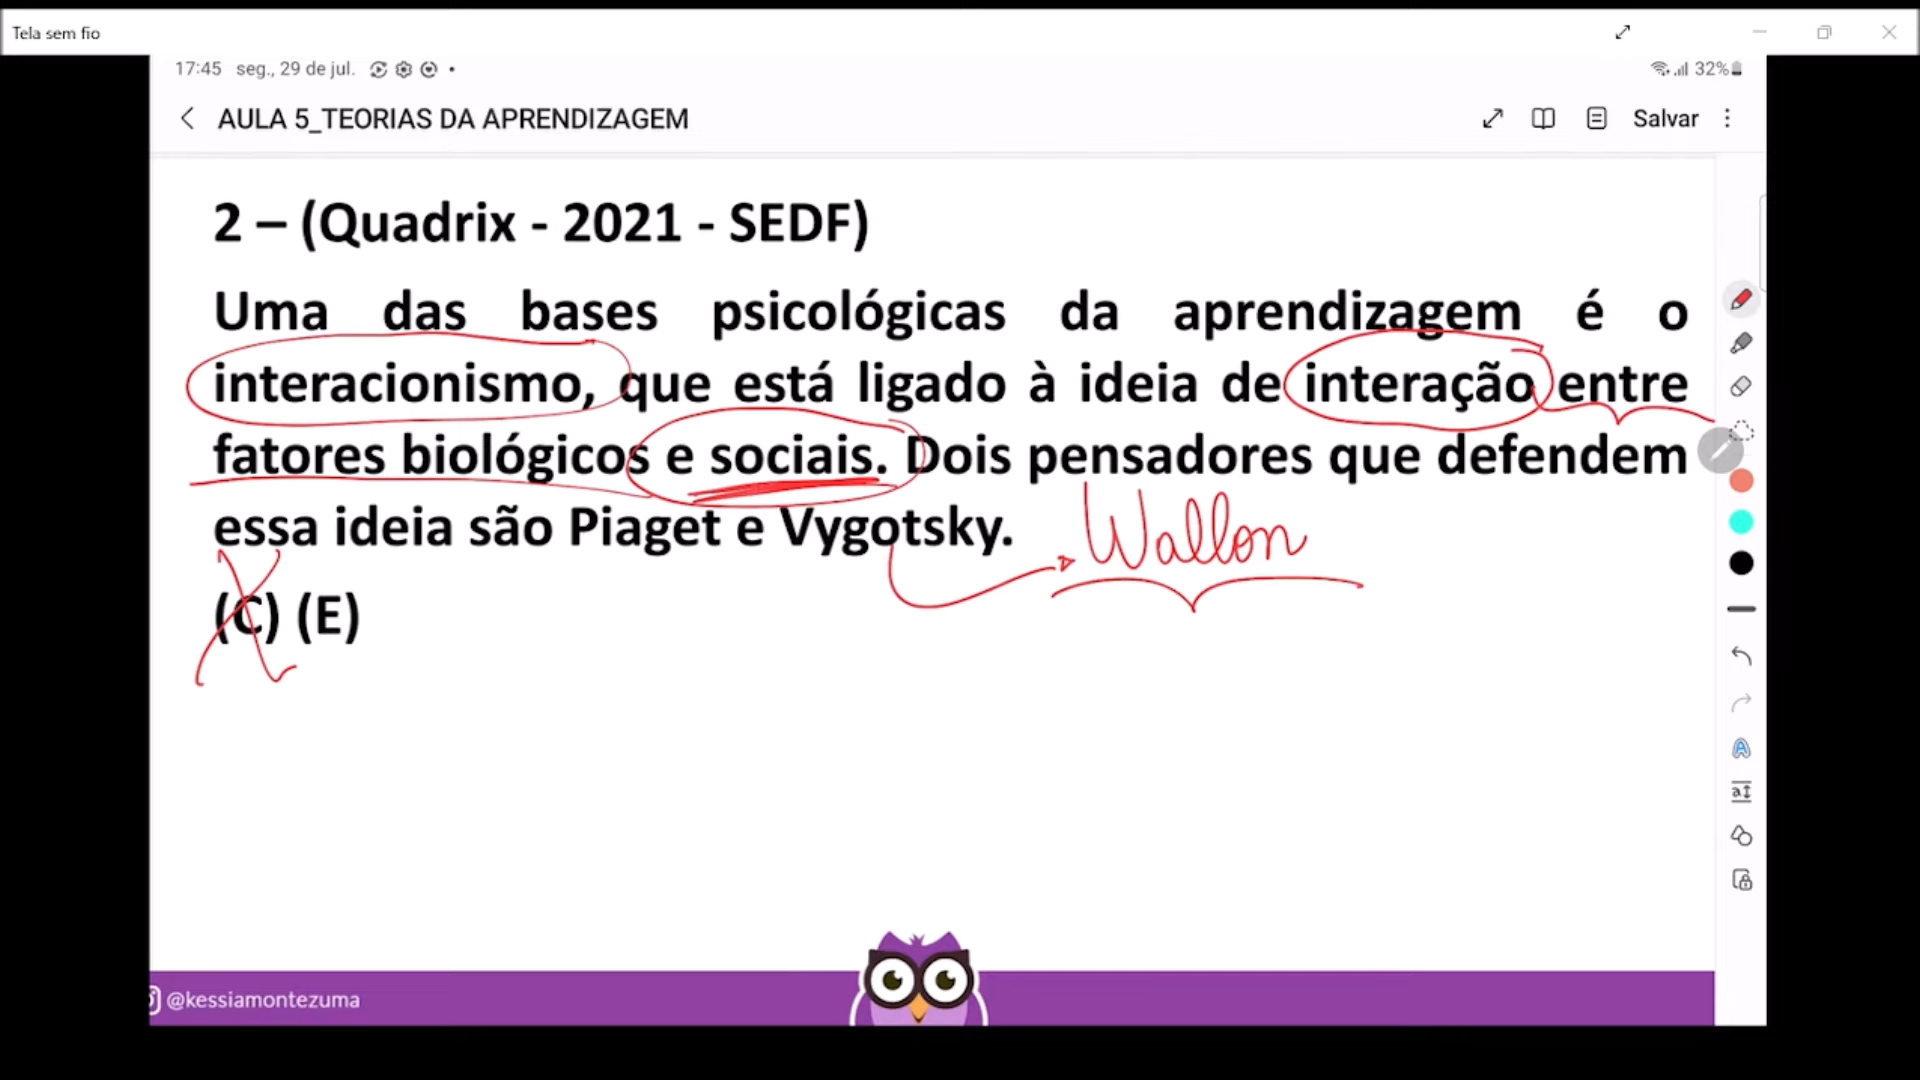 Tela sem fio
17:45 seg., 29 de jul. • 32%
AULA 5_TEORIAS DA APRENDIZAGEM Salvar
2 – (Quadrix - 2021 - SEDF)
Uma das bases psicológicas da aprendizagem é o
interacionismo, que está ligado à ideia de interação entre
fatores biológicos e sociais. Dois pensadores que defendem
essa ideia são Piaget e Vygotsky. Wallon
(C) (E)
@kessiamontezuma